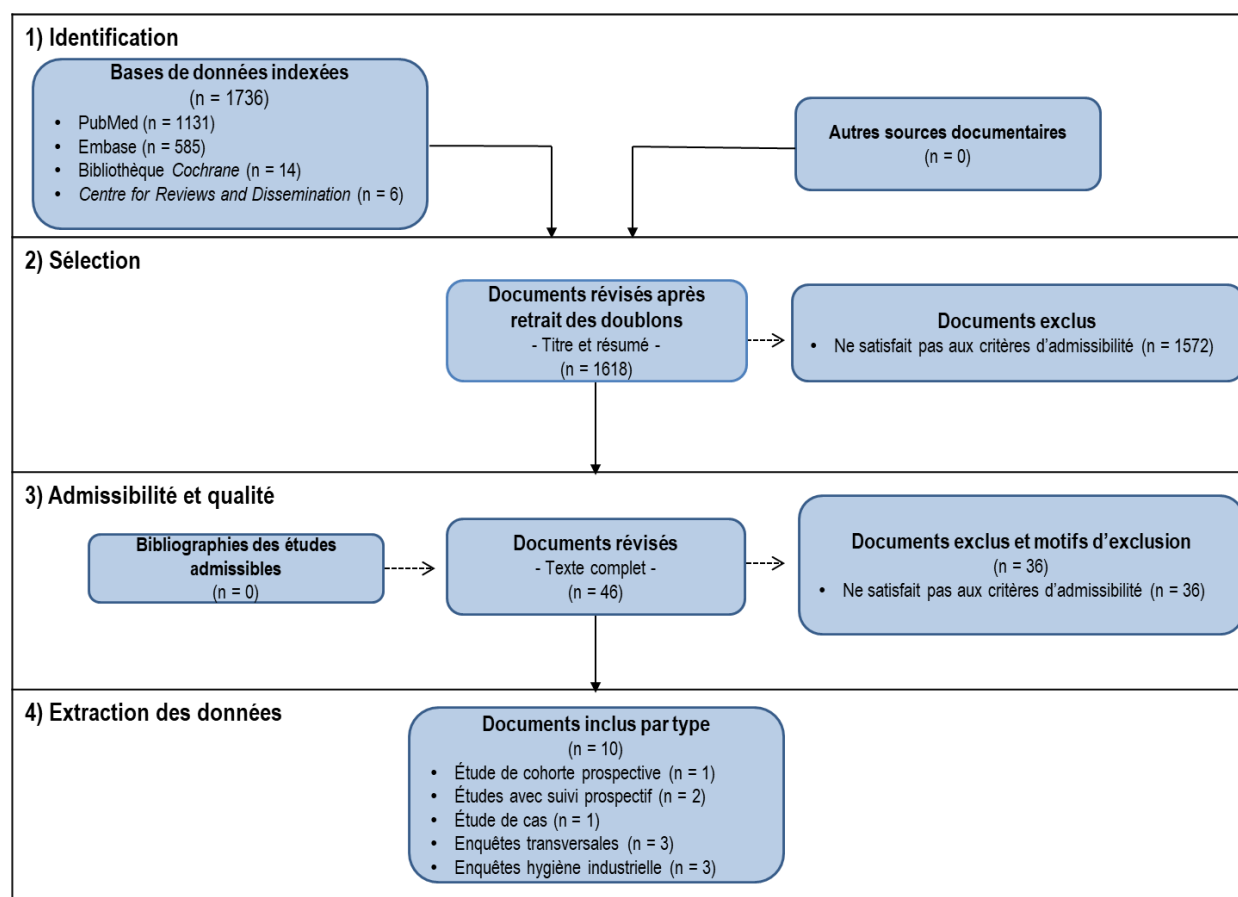 1) Identification
Bases de données indexées
(n = 1736)
• PubMed (n = 1131)
• Embase (n = 585)
• Bibliothèque Cochrane (n = 14)
• Centre for Reviews and Dissemination (n = 6)
Autres sources documentaires
(n = 0)
2) Sélection
Documents révisés après
retrait des doublons
- Titre et résumé -
(n = 1618)
Documents exclus
• Ne satisfait pas aux critères d’admissibilité (n = 1572)
3) Admissibilité et qualité
Bibliographies des études
admissibles
(n = 0)
Documents révisés
- Texte complet -
(n = 46)
Documents exclus et motifs d’exclusion
(n = 36)
• Ne satisfait pas aux critères d’admissibilité (n = 36)
4) Extraction des données
Documents inclus par type
(n = 10)
• Étude de cohorte prospective (n = 1)
• Études avec suivi prospectif (n = 2)
• Étude de cas (n = 1)
• Enquêtes transversales (n = 3)
• Enquêtes hygiène industrielle (n = 3)